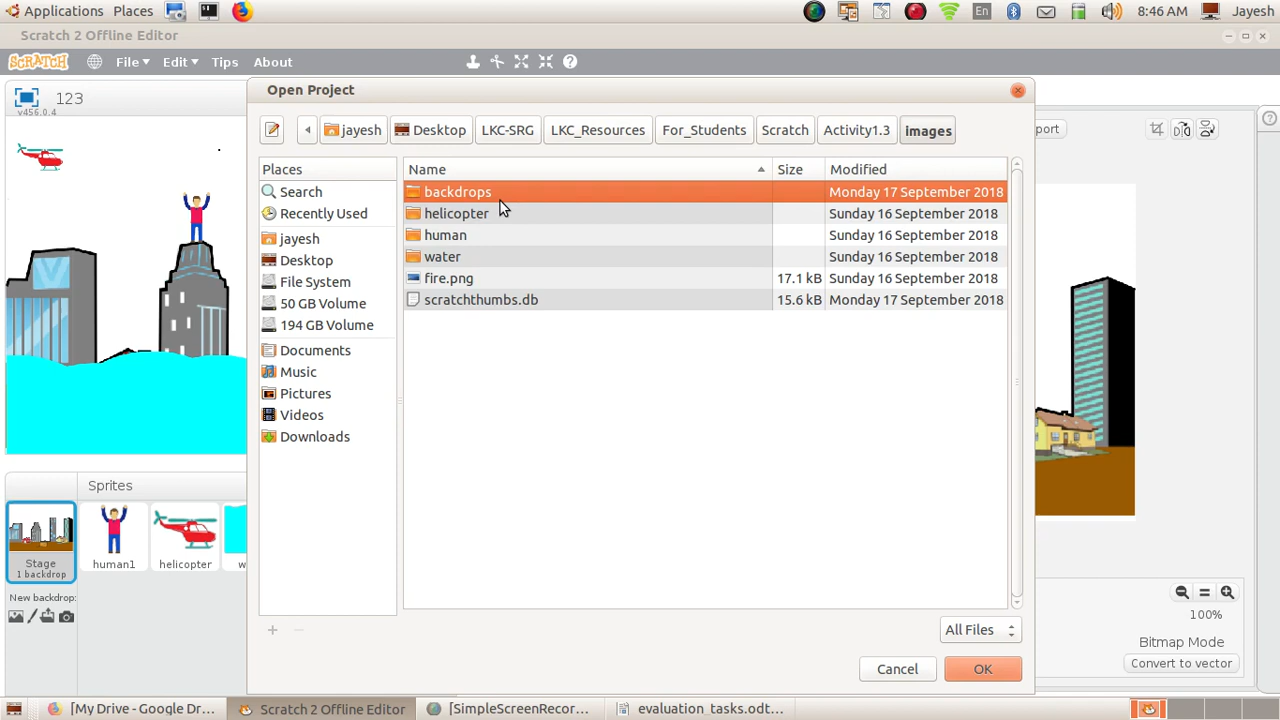 Applications Places En 8:46 AM Jayesh
Scratch 2 Offline Editor
SCRATCH File Edit Tips About
123
v456.0.4
Open Project
jayesh Desktop LKC-SRG LKC_Resources For_Students Scratch Activity1.3 images
port
Places
Search
Recently Used
jayesh
Desktop
File System
50 GB Volume
194 GB Volume
Documents
Music
Pictures
Videos
Downloads
Name Size Modified
backdrops Monday 17 September 2018
helicopter Sunday 16 September 2018
human Sunday 16 September 2018
water Sunday 16 September 2018
fire.png 17.1 kB Sunday 16 September 2018
scratchthumbs.db 15.6 kB Monday 17 September 2018
All Files
Cancel OK
Sprites
Stage
1 backdrop
human1
helicopter
w
New backdrop:
100%
Bitmap Mode
Convert to vector
[My Drive - Google Dr... Scratch 2 Offline Editor [SimpleScreenRecor... evaluation_tasks.odt...